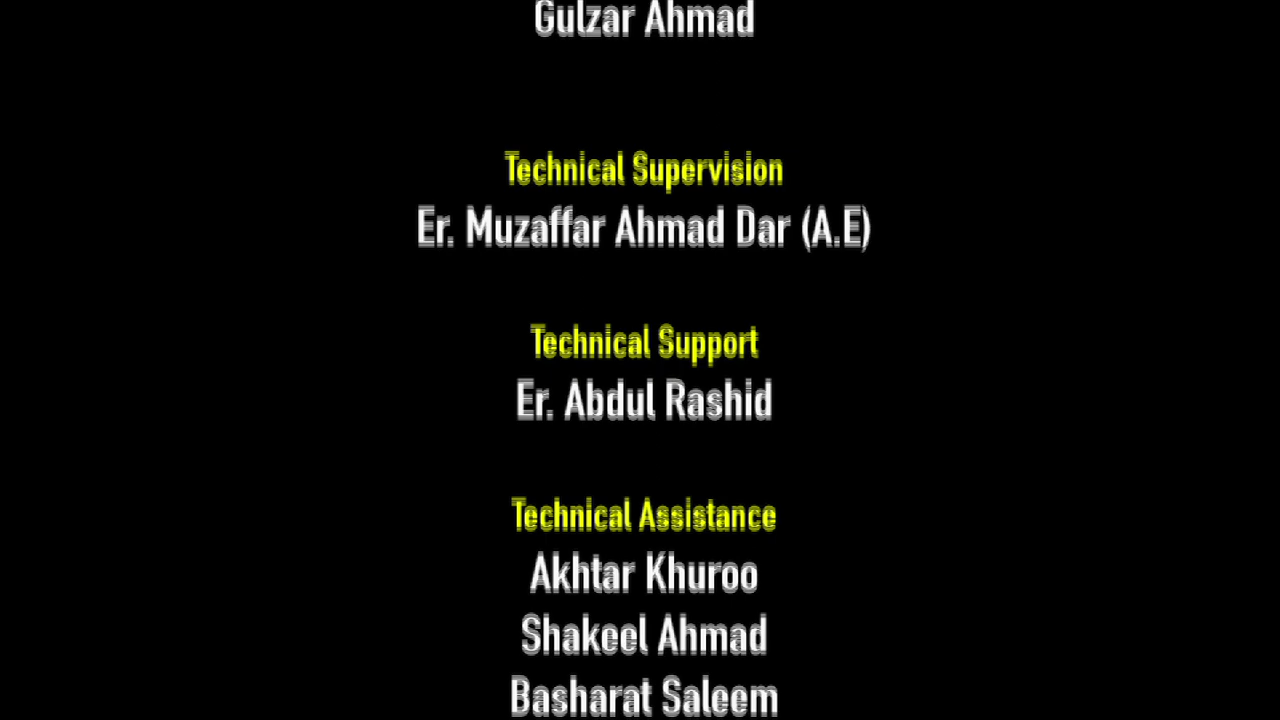 Gulzar Ahmad
Technical Supervision
Er. Muzaffar Ahmad Dar (A.E)
Technical Support
Er. Abdul Rashid
Technical Assistance
Akhtar Khuroo
Shakeel Ahmad
Basharat Saleem